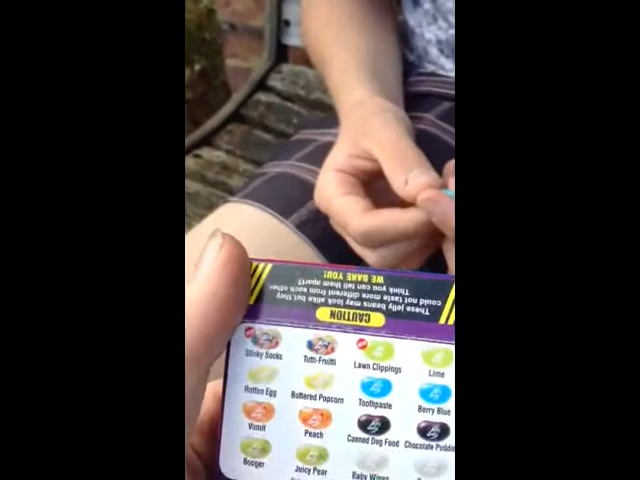 CAUTION
These jelly beans may look alike but they
could not taste more different from each other.
Think you can tell them apart?
WE DARE YOU!
Stinky Socks Tutti-Fruitti Lawn Clippings Lime
Rotten Egg Buttered Popcorn Toothpaste Berry Blue
Vomit Peach Canned Dog Food Chocolate Puddin
Booger Juicy Pear Baby Wipes